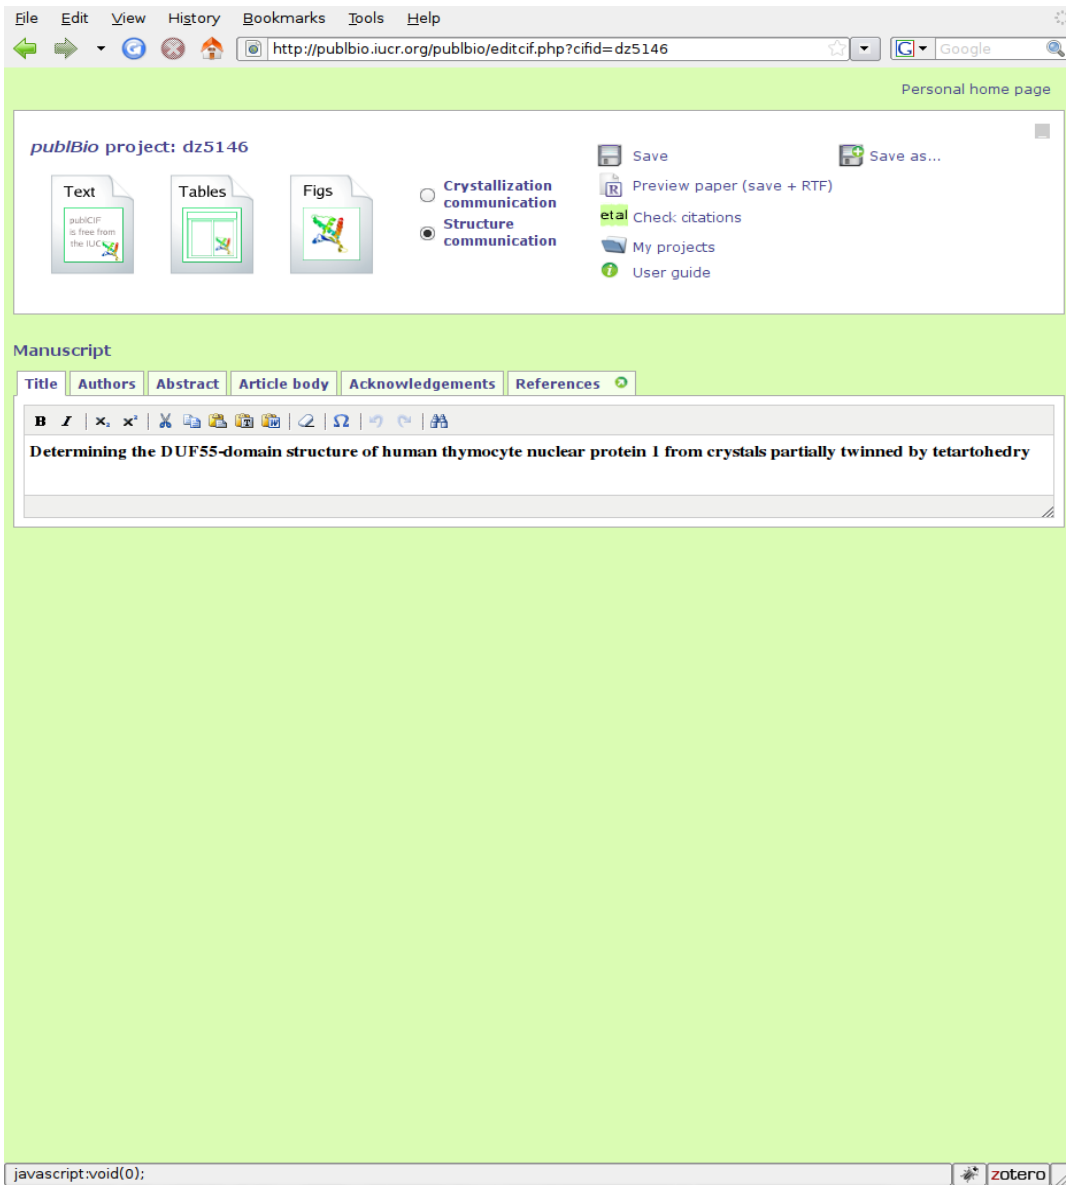 File Edit View History Bookmarks Tools Help
http://publbio.iucr.org/publbio/editcif.php?cifid=dz5146
G Google
Personal home page
publBio project: dz5146
Text
publCIF
is free from
the IUCr
Tables
Figs
Crystallization
communication
Structure
communication
Save
Save as...
R Preview paper (save + RTF)
etal Check citations
My projects
User guide
Manuscript
Title Authors Abstract Article body Acknowledgements References
B I x₂ x² Ω
Determining the DUF55-domain structure of human thymocyte nuclear protein 1 from crystals partially twinned by tetartohedry
javascript:void(0);
zotero